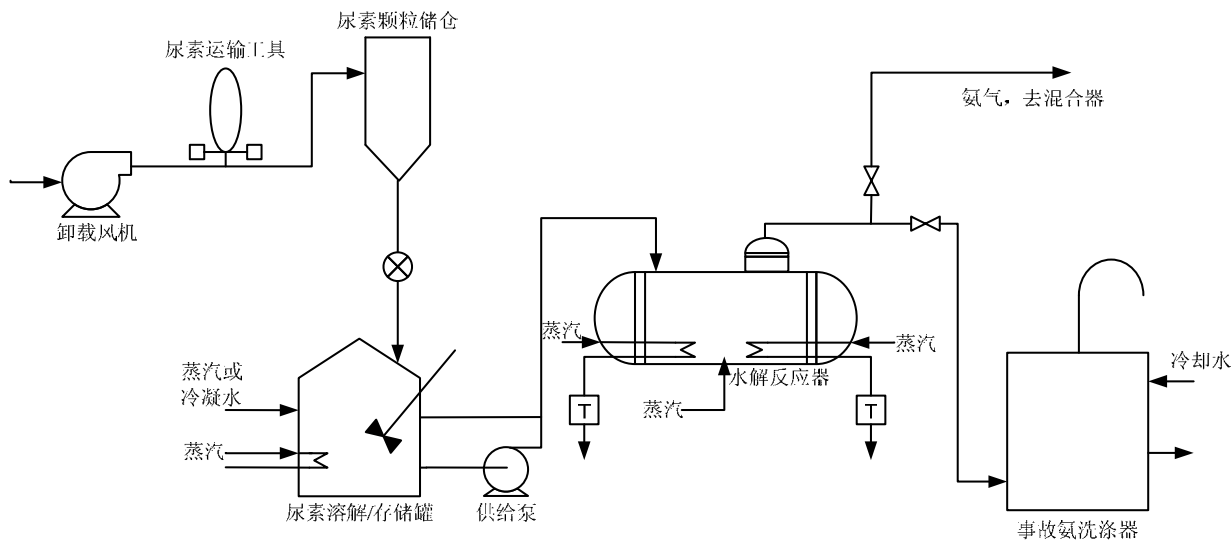 尿素颗粒储仓
尿素运输工具
氨气，去混合器
卸载风机
蒸汽
蒸汽
蒸汽或
冷凝水
冷却水
水解反应器
蒸汽
T
T
蒸汽
尿素溶解/存储罐
供给泵
事故氨洗涤器